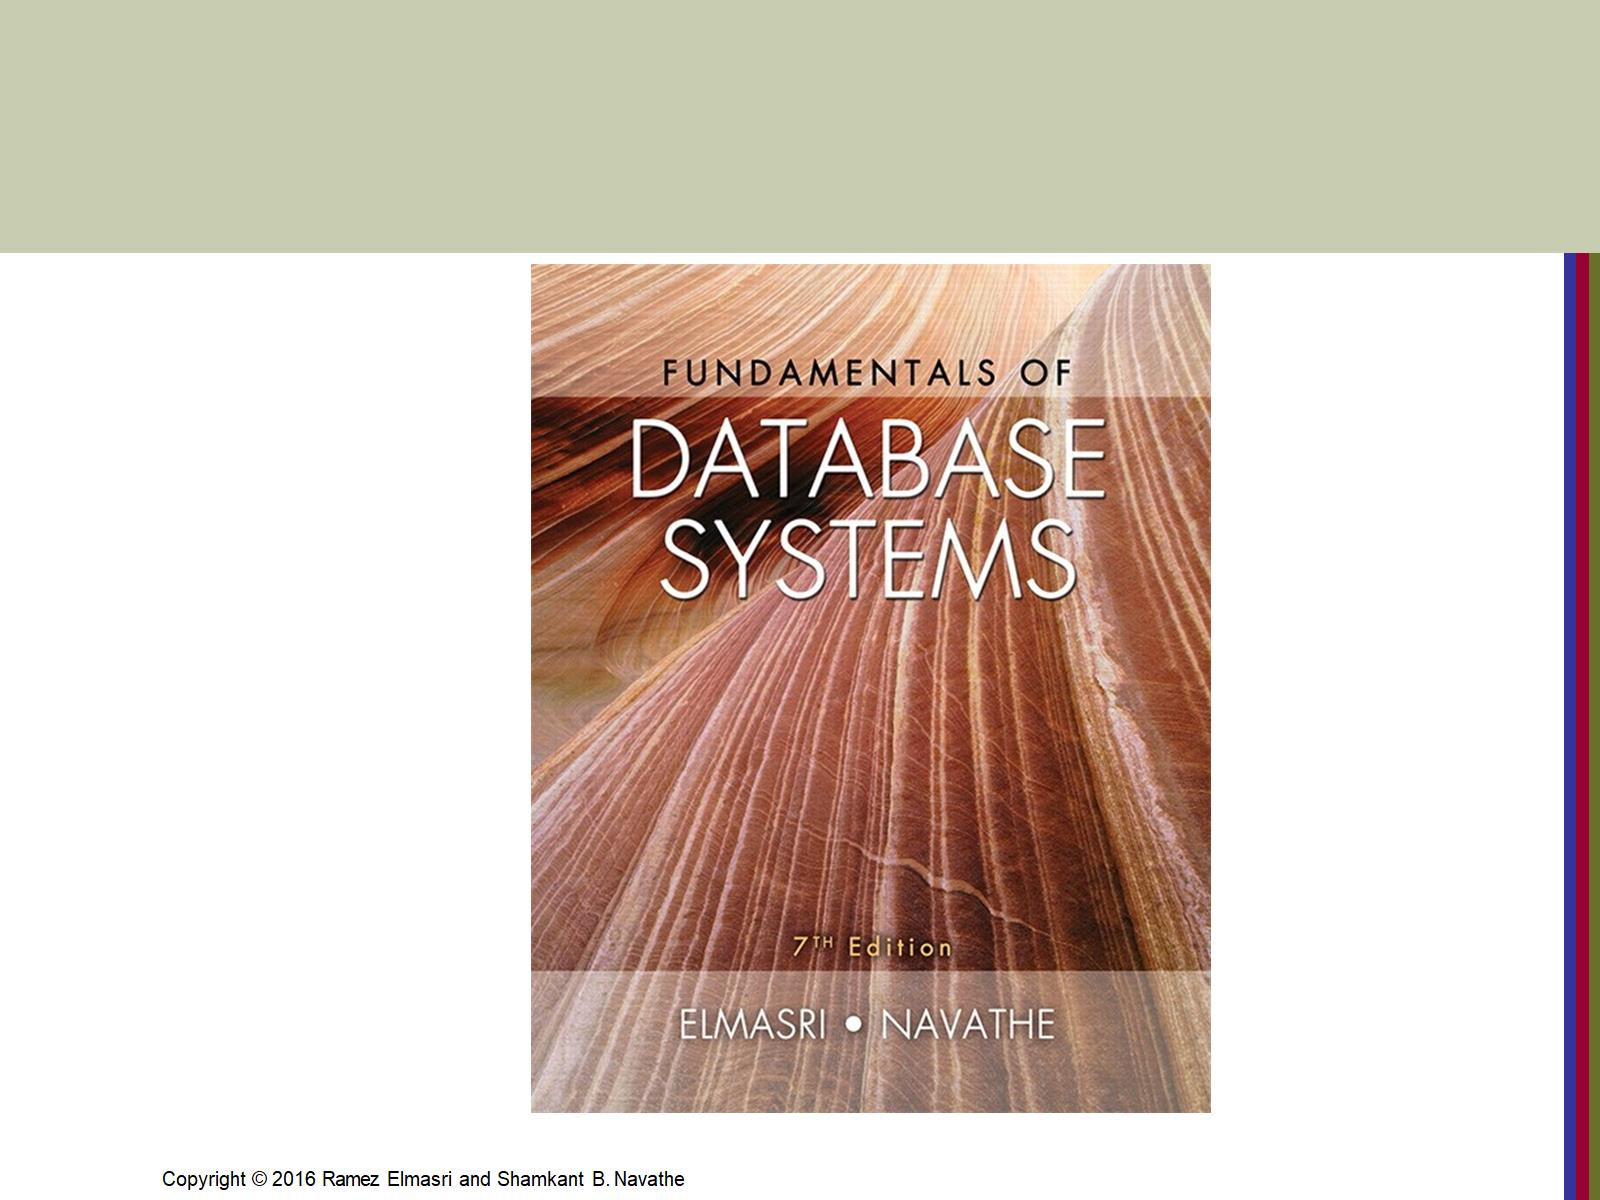 FUNDAMENTALS OF
DATABASE
SYSTEMS
7TH Edition
ELMASRI • NAVATHE
Copyright © 2016 Ramez Elmasri and Shamkant B. Navathe